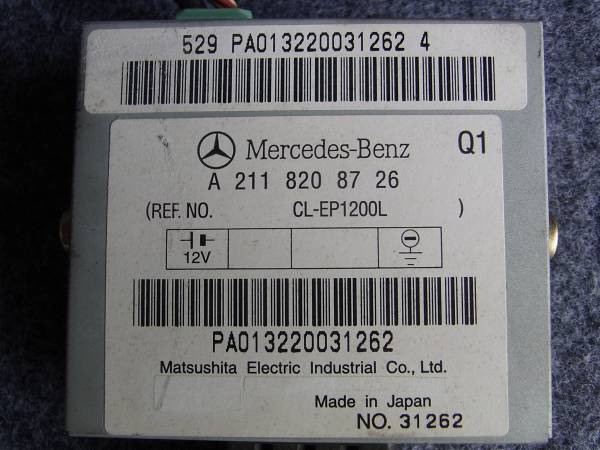 529 PA013220031262 4
Mercedes-Benz Q1
A 211 820 87 26
(REF. NO. CL-EP1200L )
12V
PA013220031262
Matsushita Electric Industrial Co., Ltd.
Made in Japan
NO. 31262